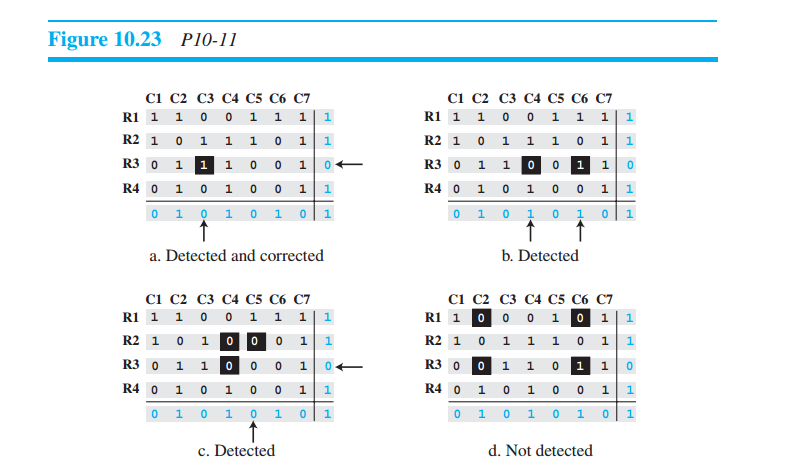 Figure 10.23 P10-11
C1 C2 C3 C4 C5 C6 C7
R1 1 1 0 0 1 1 1 1
R2 1 0 1 1 1 0 1 1
R3 0 1 1 1 0 0 1 0
R4 0 1 0 1 0 0 1 1
0 1 0 1 0 1 0 1
a. Detected and corrected
C1 C2 C3 C4 C5 C6 C7
R1 1 1 0 0 1 1 1 1
R2 1 0 1 1 1 0 1 1
R3 0 1 1 0 0 1 1 0
R4 0 1 0 1 0 0 1 1
0 1 0 1 0 1 0 1
b. Detected
C1 C2 C3 C4 C5 C6 C7
R1 1 1 0 0 1 1 1 1
R2 1 0 1 0 0 0 1 1
R3 0 1 1 0 0 0 1 0
R4 0 1 0 1 0 0 1 1
0 1 0 1 0 1 0 1
c. Detected
C1 C2 C3 C4 C5 C6 C7
R1 1 0 0 0 1 0 1 1
R2 1 0 1 1 1 0 1 1
R3 0 0 1 1 0 1 1 0
R4 0 1 0 1 0 0 1 1
0 1 0 1 0 1 0 1
d. Not detected